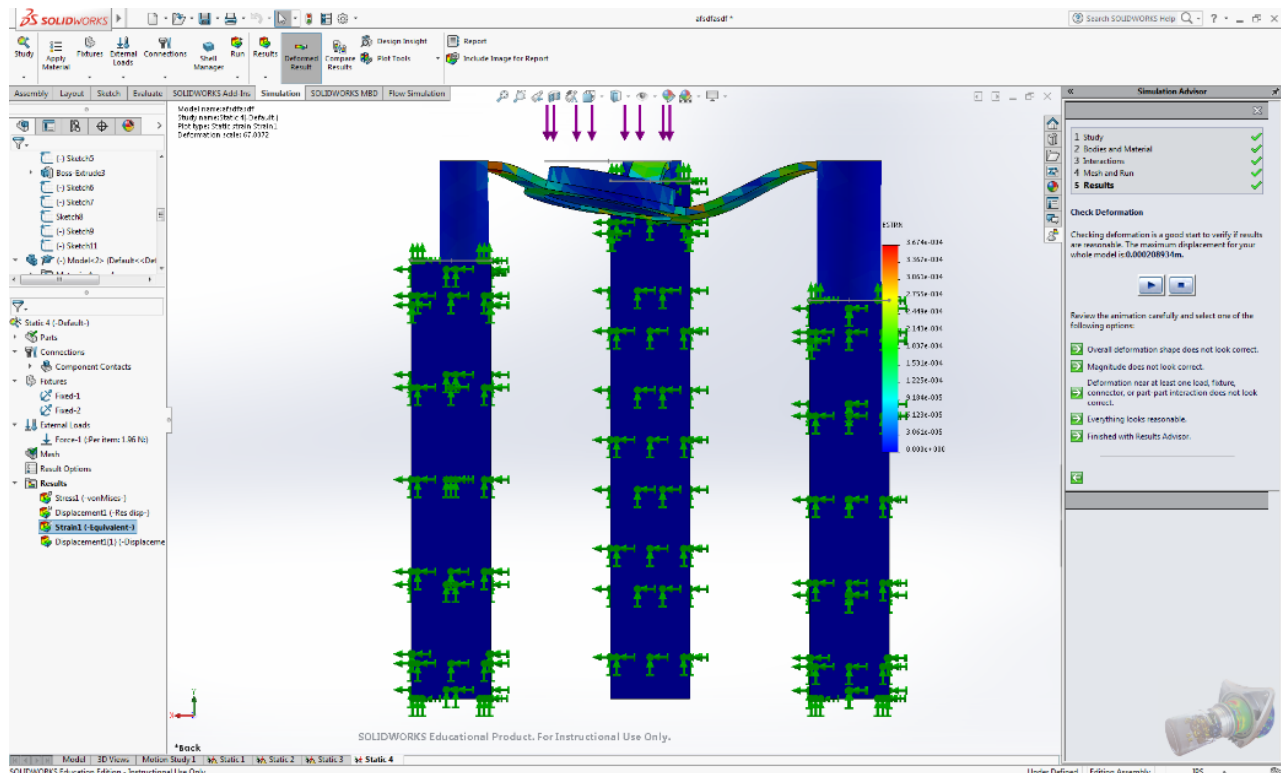 SOLIDWORKS
afsdfasdf *
Search SOLIDWORKS Help
Study
Apply Material
Fixtures
External Loads
Connections
Shell Manager
Run
Results
Deformed Result
Compare Results
Design Insight
Plot Tools
Report
Include Image for Report
Assembly
Layout
Sketch
Evaluate
SOLIDWORKS Add-Ins
Simulation
SOLIDWORKS MBD
Flow Simulation
Model name:afsdfasdf
Study name:Static 4(-Default-)
Plot type: Static strain Strain1
Deformation scale: 67.0372
(-) Sketch5
Boss-Extrude3
(-) Sketch6
(-) Sketch7
Sketch8
(-) Sketch9
(-) Sketch11
(-) Model<2> (Default<<Def
Static 4 (-Default-)
Parts
Connections
Component Contacts
Fixtures
Fixed-1
Fixed-2
External Loads
Force-1 (:Per item: 1.96 N:)
Mesh
Result Options
Results
Stress1 (-vonMises-)
Displacement1 (-Res disp-)
Strain1 (-Equivalent-)
Displacement1(1) (-Displaceme
ESTRN
3.674e-004
3.367e-004
3.061e-004
2.755e-004
2.449e-004
2.143e-004
1.837e-004
1.531e-004
1.225e-004
9.184e-005
6.123e-005
3.061e-005
0.000e+000
Simulation Advisor
1 Study
2 Bodies and Material
3 Interactions
4 Mesh and Run
5 Results
Check Deformation
Checking deformation is a good start to verify if results
are reasonable. The maximum displacement for your
whole model is:0.000208934m.
Review the animation carefully and select one of the
following options:
Overall deformation shape does not look correct.
Magnitude does not look correct.
Deformation near at least one load, fixture,
connector, or part-part interaction does not look
correct.
Everything looks reasonable.
Finished with Results Advisor.
SOLIDWORKS Educational Product. For Instructional Use Only.
*Back
Model
3D Views
Motion Study 1
Static 1
Static 2
Static 3
Static 4
SOLIDWORKS Education Edition - Instructional Use Only
Under Defined
Editing Assembly
IPS